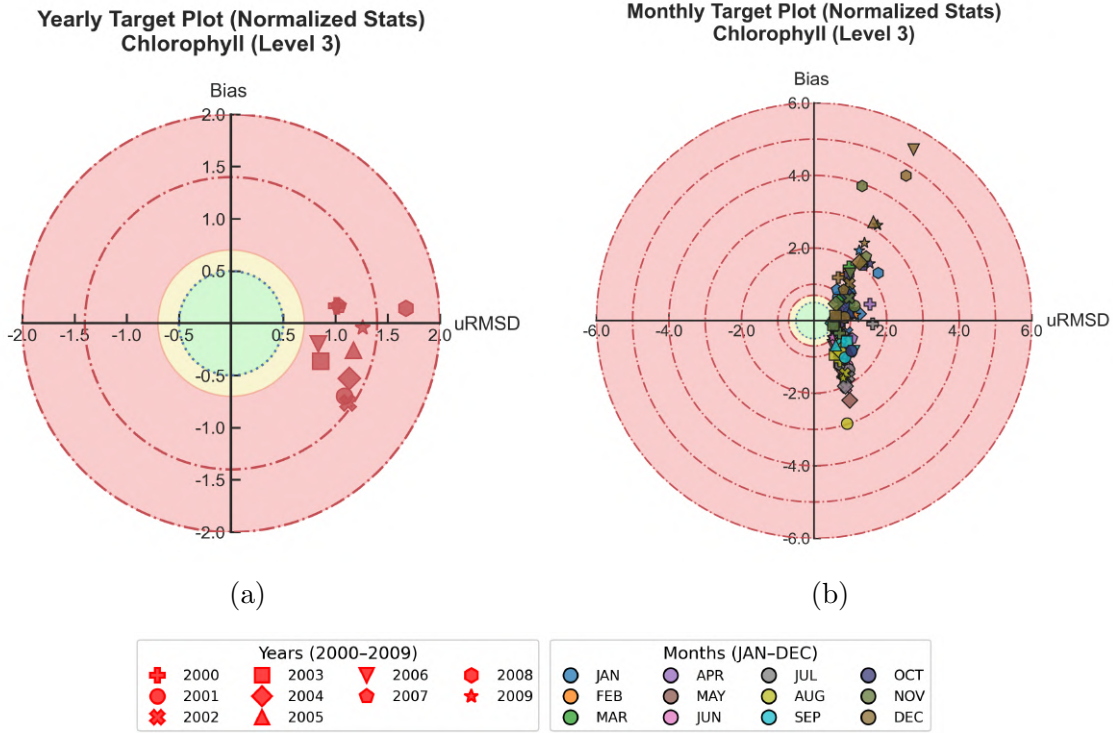 Yearly Target Plot (Normalized Stats)
Chlorophyll (Level 3)
Bias
2.0
1.5
1.0
0.5
-2.0 -1.5 -1.0 -0.5 0.0 0.5 1.0 1.5 2.0 uRMSD
-0.5
-1.0
-1.5
-2.0
(a)
Monthly Target Plot (Normalized Stats)
Chlorophyll (Level 3)
Bias
6.0
4.0
2.0
-6.0 -4.0 -2.0 0.0 2.0 4.0 6.0 uRMSD
-2.0
-4.0
-6.0
(b)
Years (2000–2009)
2000 2003 2006 2008
2001 2004 2007 2009
2002 2005
Months (JAN–DEC)
JAN APR JUL OCT
FEB MAY AUG NOV
MAR JUN SEP DEC